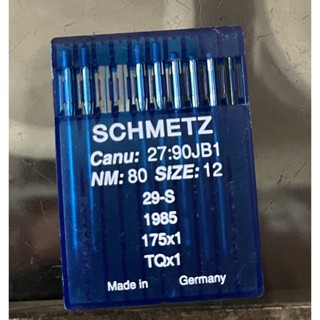 SCHMETZ
Canu: 27:90JB1
NM: 80 SIZE: 12
29-S
1985
175x1
TQx1
Made in Germany